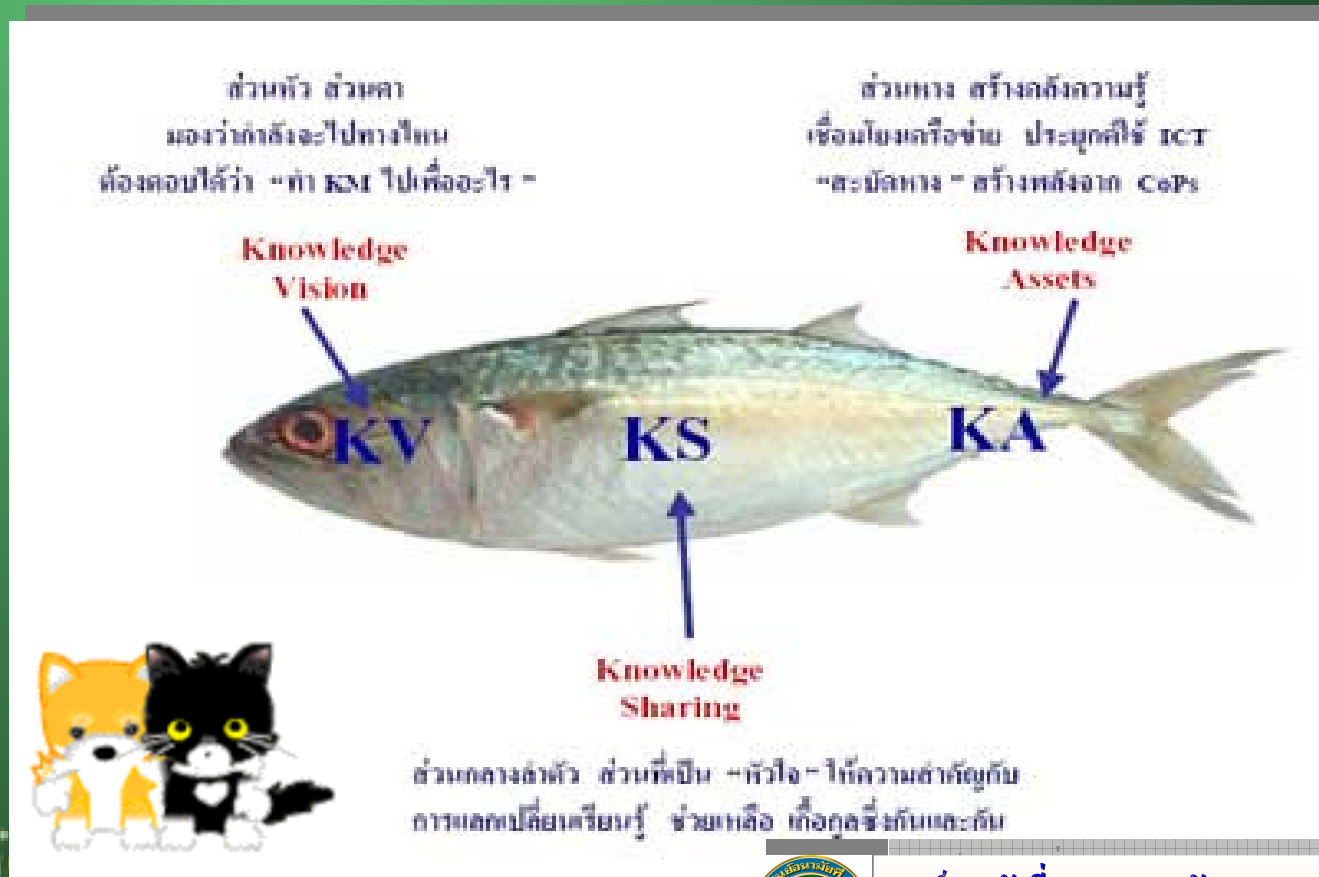 ส่วนหัว ส่วนตา
มองว่ากำลังจะไปทางไหน
ต้องตอบได้ว่า "ทำ KM ไปเพื่ออะไร "
Knowledge
Vision
ส่วนหาง สร้างคลังความรู้
เชื่อมโยงเครือข่าย ประยุกต์ใช้ ICT
"สะบัดหาง " สร้างพลังจาก CoPs
Knowledge
Assets
KV
KS
KA
Knowledge
Sharing
ส่วนกลางลำตัว ส่วนที่เป็น "หัวใจ" ให้ความสำคัญกับ
การแลกเปลี่ยนเรียนรู้ ช่วยเหลือ เกื้อกูลซึ่งกันและกัน